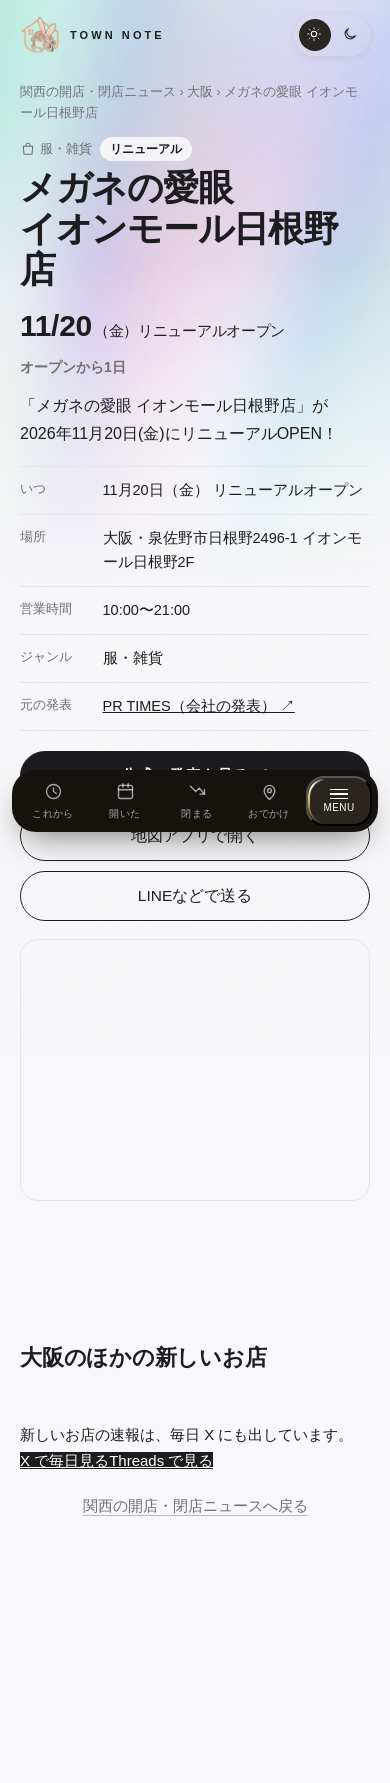 TOWN NOTE
関西の開店・閉店ニュース › 大阪 › メガネの愛眼 イオンモ
ール日根野店
服・雑貨 リニューアル
メガネの愛眼
イオンモール日根野
店
11/20（金）リニューアルオープン
オープンから1日
「メガネの愛眼 イオンモール日根野店」が
2026年11月20日(金)にリニューアルOPEN！
いつ 11月20日（金） リニューアルオープン
場所 大阪・泉佐野市日根野2496-1 イオンモ
ール日根野2F
営業時間 10:00〜21:00
ジャンル 服・雑貨
元の発表 PR TIMES（会社の発表） ↗
これから 開いた 閉まる おでかけ MENU
地図アプリで開く
LINEなどで送る
大阪のほかの新しいお店
新しいお店の速報は、毎日 X にも出しています。
X で毎日見るThreads で見る
関西の開店・閉店ニュースへ戻る